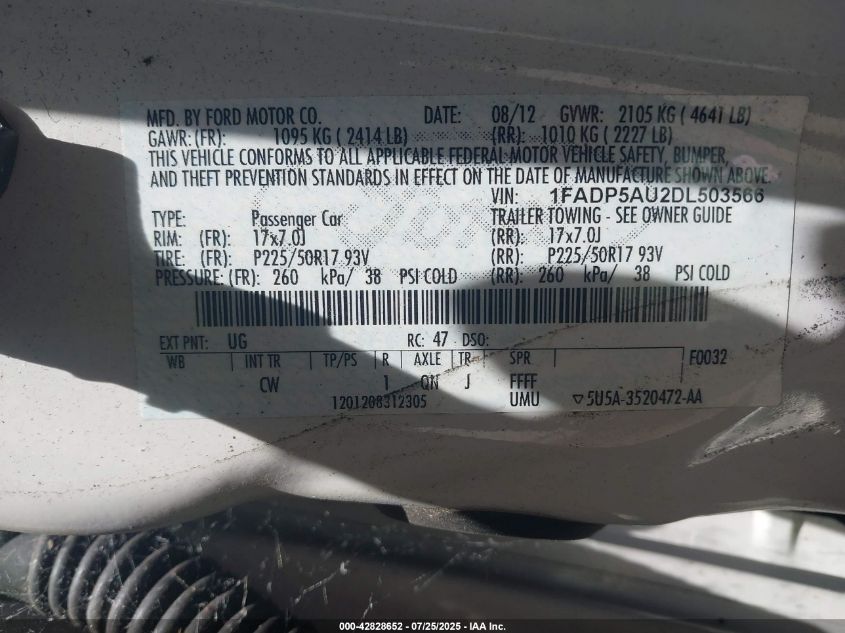 MFD. BY FORD MOTOR CO. DATE: 08/12 GVWR: 2105 KG ( 4641 LB)
GAWR: (FR): 1095 KG ( 2414 LB) (RR): 1010 KG ( 2227 LB)
THIS VEHICLE CONFORMS TO ALL APPLICABLE FEDERAL MOTOR VEHICLE SAFETY, BUMPER,
AND THEFT PREVENTION STANDARDS IN EFFECT ON THE DATE OF MANUFACTURE SHOWN ABOVE.
VIN: 1FADP5AU2DL503566
TYPE: Passenger Car TRAILER TOWING - SEE OWNER GUIDE
RIM: (FR): 17x7.0J (RR): 17x7.0J
TIRE: (FR): P225/50R17 93V (RR): P225/50R17 93V
PRESSURE: (FR): 260 kPa/ 38 PSI COLD (RR): 260 kPa/ 38 PSI COLD
EXT PNT: UG RC: 47 DSO:
WB INT TR TP/PS R AXLE TR SPR F0032
CW 1 QN J FFFF
1201208312305 UMU ▽5U5A-3520472-AA
000-42828652 / 07/25/2025 - IAA Inc.